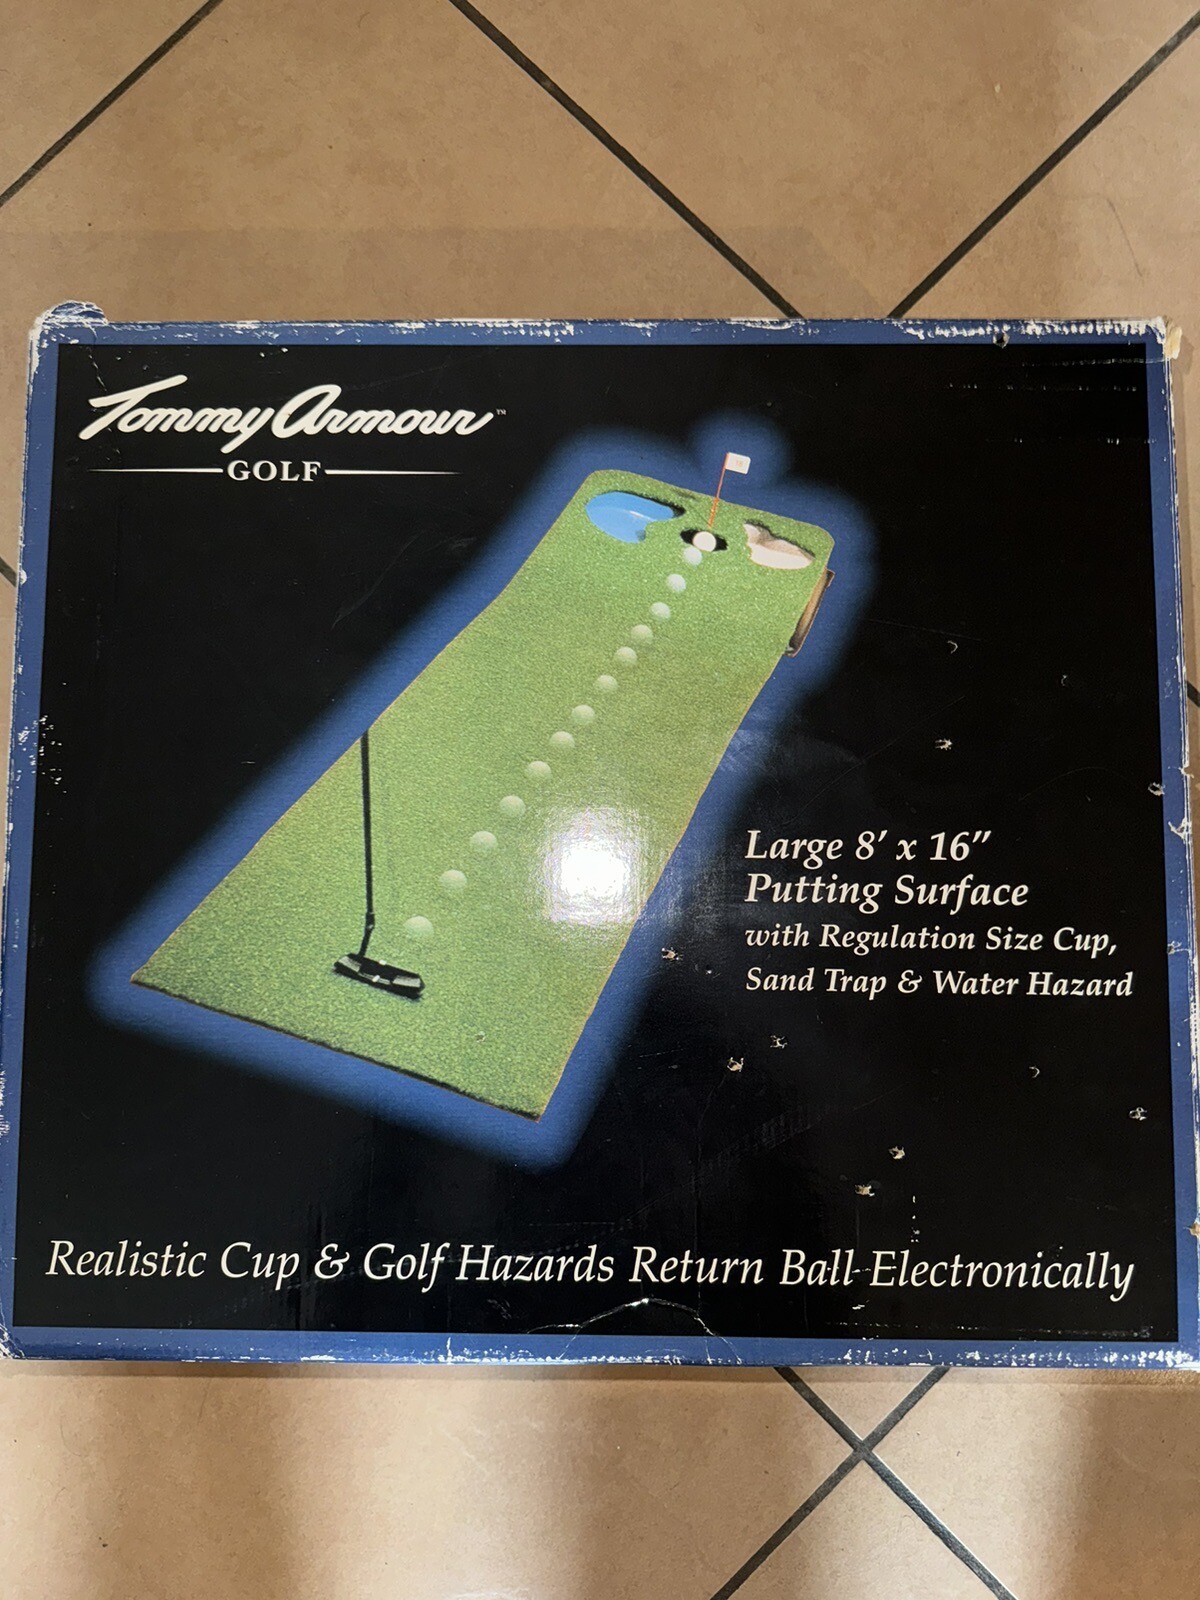 Tommy Armour™
GOLF
Large 8' x 16"
Putting Surface
with Regulation Size Cup,
Sand Trap & Water Hazard
Realistic Cup & Golf Hazards Return Ball Electronically